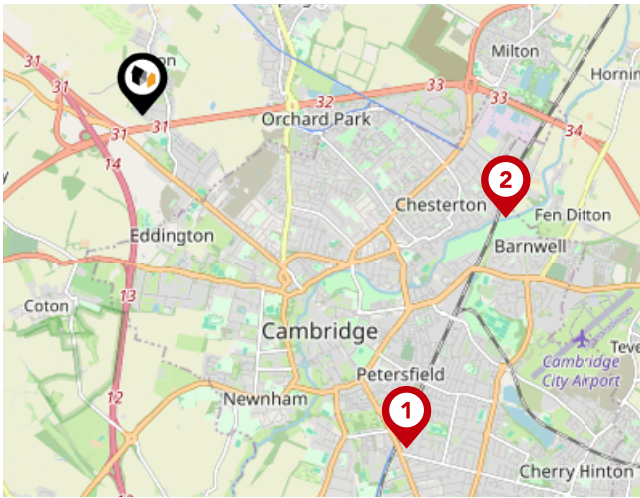 Milton
31
on
Hornin
33
32
33
31
31
Orchard Park
34
14
2
Chesterton
Fen Ditton
Eddington
Barnwell
13
Coton
Cambridge
Teve
Cambridge
City Airport
Petersfield
12
Newnham
1
Cherry Hinton